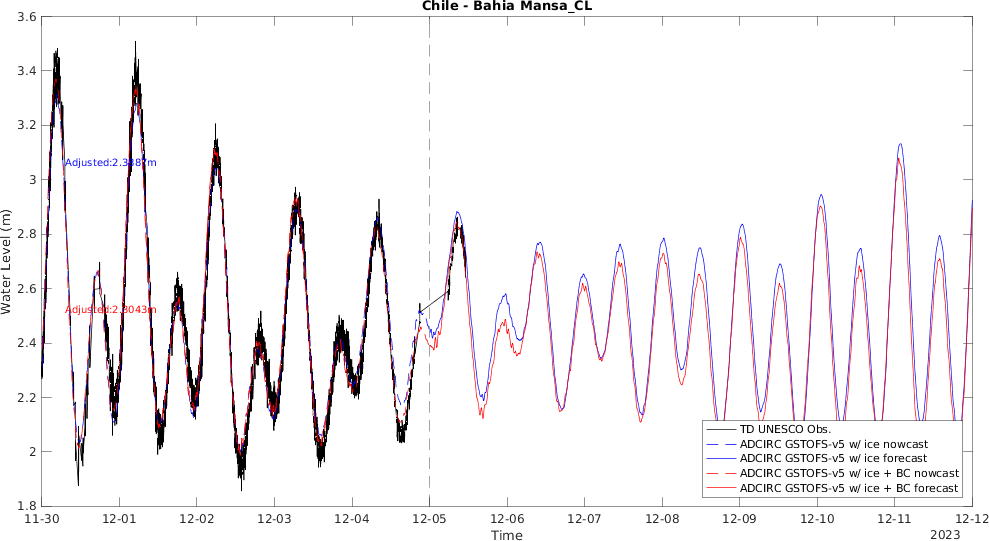 Chile - Bahia Mansa_CL
Water Level (m)
3.6
3.4
3.2
3
2.8
2.6
2.4
2.2
2
1.8
Adjusted:2.3387m
Adjusted:2.3043m
TD UNESCO Obs.
ADCIRC GSTOFS-v5 w/ ice nowcast
ADCIRC GSTOFS-v5 w/ ice forecast
ADCIRC GSTOFS-v5 w/ ice + BC nowcast
ADCIRC GSTOFS-v5 w/ ice + BC forecast
11-30 12-01 12-02 12-03 12-04 12-05 12-06 12-07 12-08 12-09 12-10 12-11 12-12
Time
2023